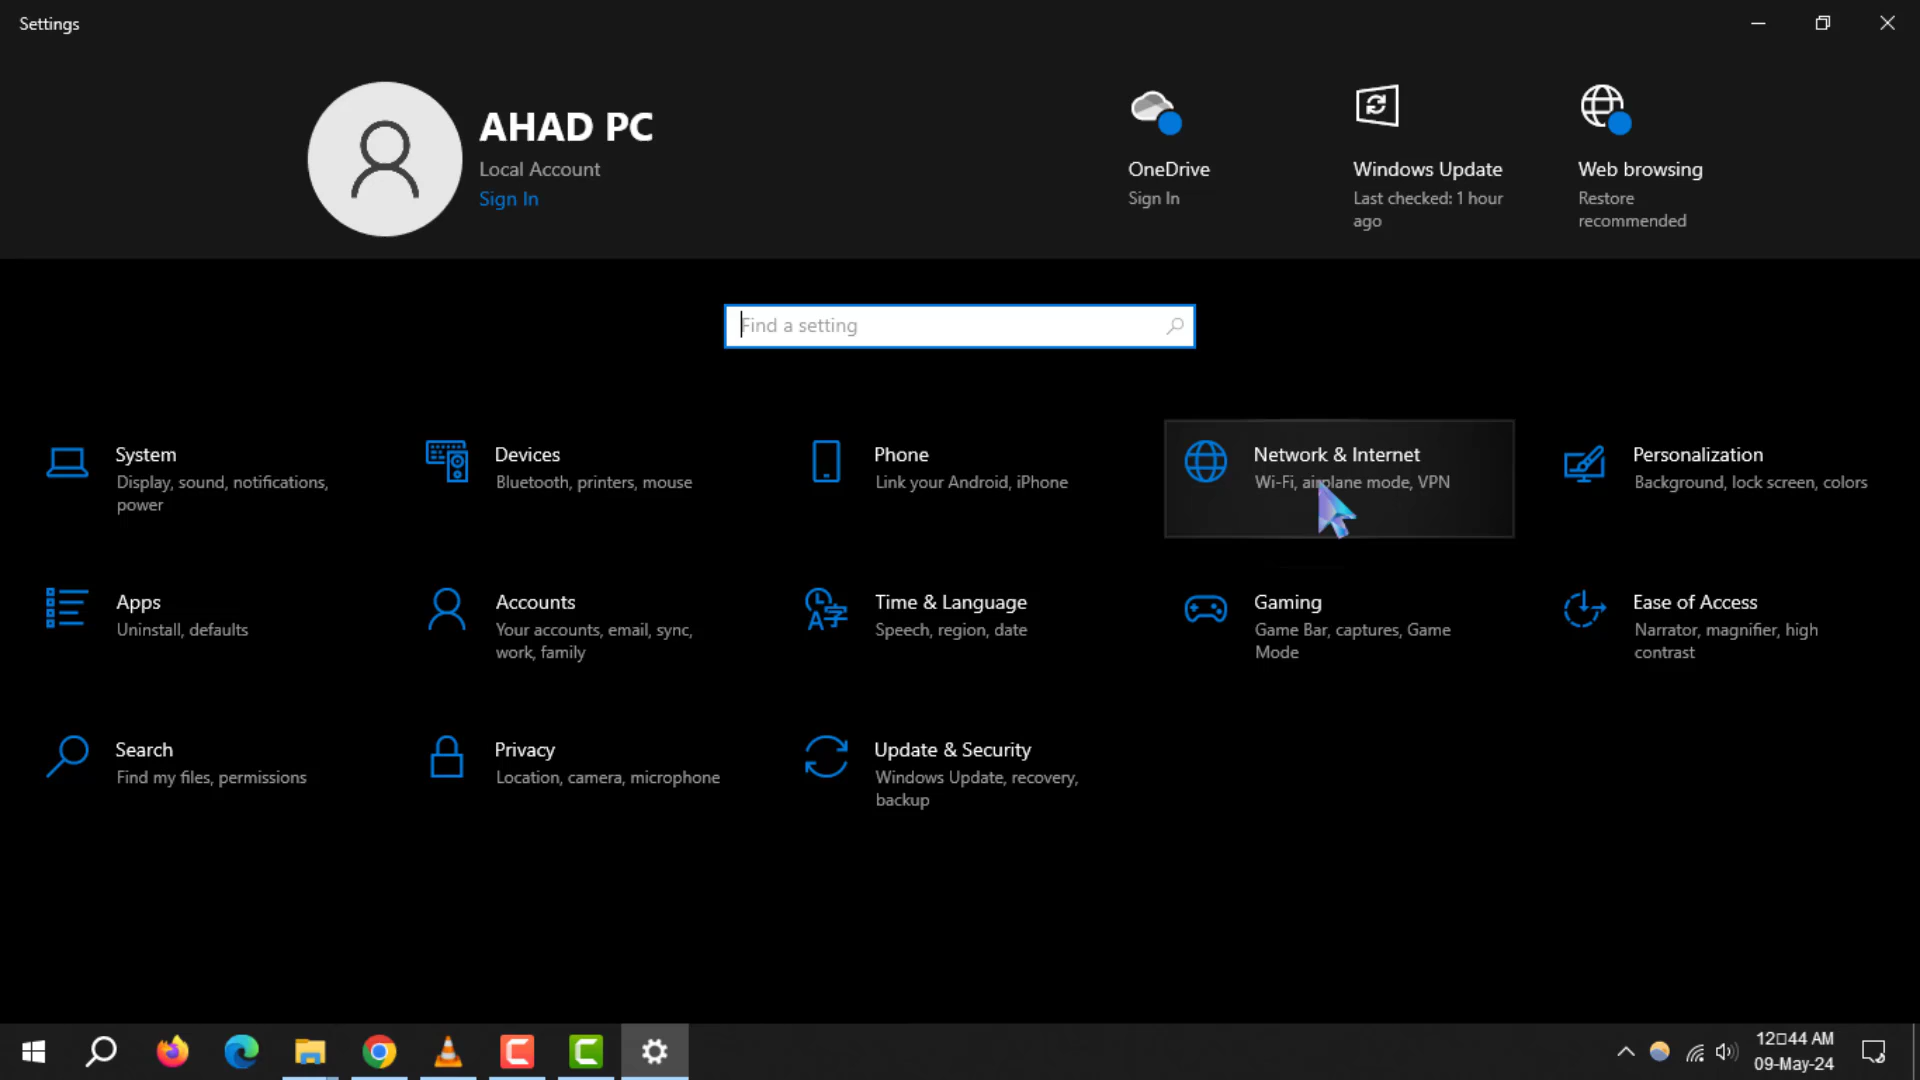 Settings
AHAD PC
Local Account
Sign In
OneDrive
Sign In
Windows Update
Last checked: 1 hour
ago
Web browsing
Restore
recommended
Find a setting
System
Display, sound, notifications,
power
Devices
Bluetooth, printers, mouse
Phone
Link your Android, iPhone
Network & Internet
Wi-Fi, airplane mode, VPN
Personalization
Background, lock screen, colors
Apps
Uninstall, defaults
Accounts
Your accounts, email, sync,
work, family
Time & Language
Speech, region, date
Gaming
Game Bar, captures, Game
Mode
Ease of Access
Narrator, magnifier, high
contrast
Search
Find my files, permissions
Privacy
Location, camera, microphone
Update & Security
Windows Update, recovery,
backup
12□44 AM
09-May-24